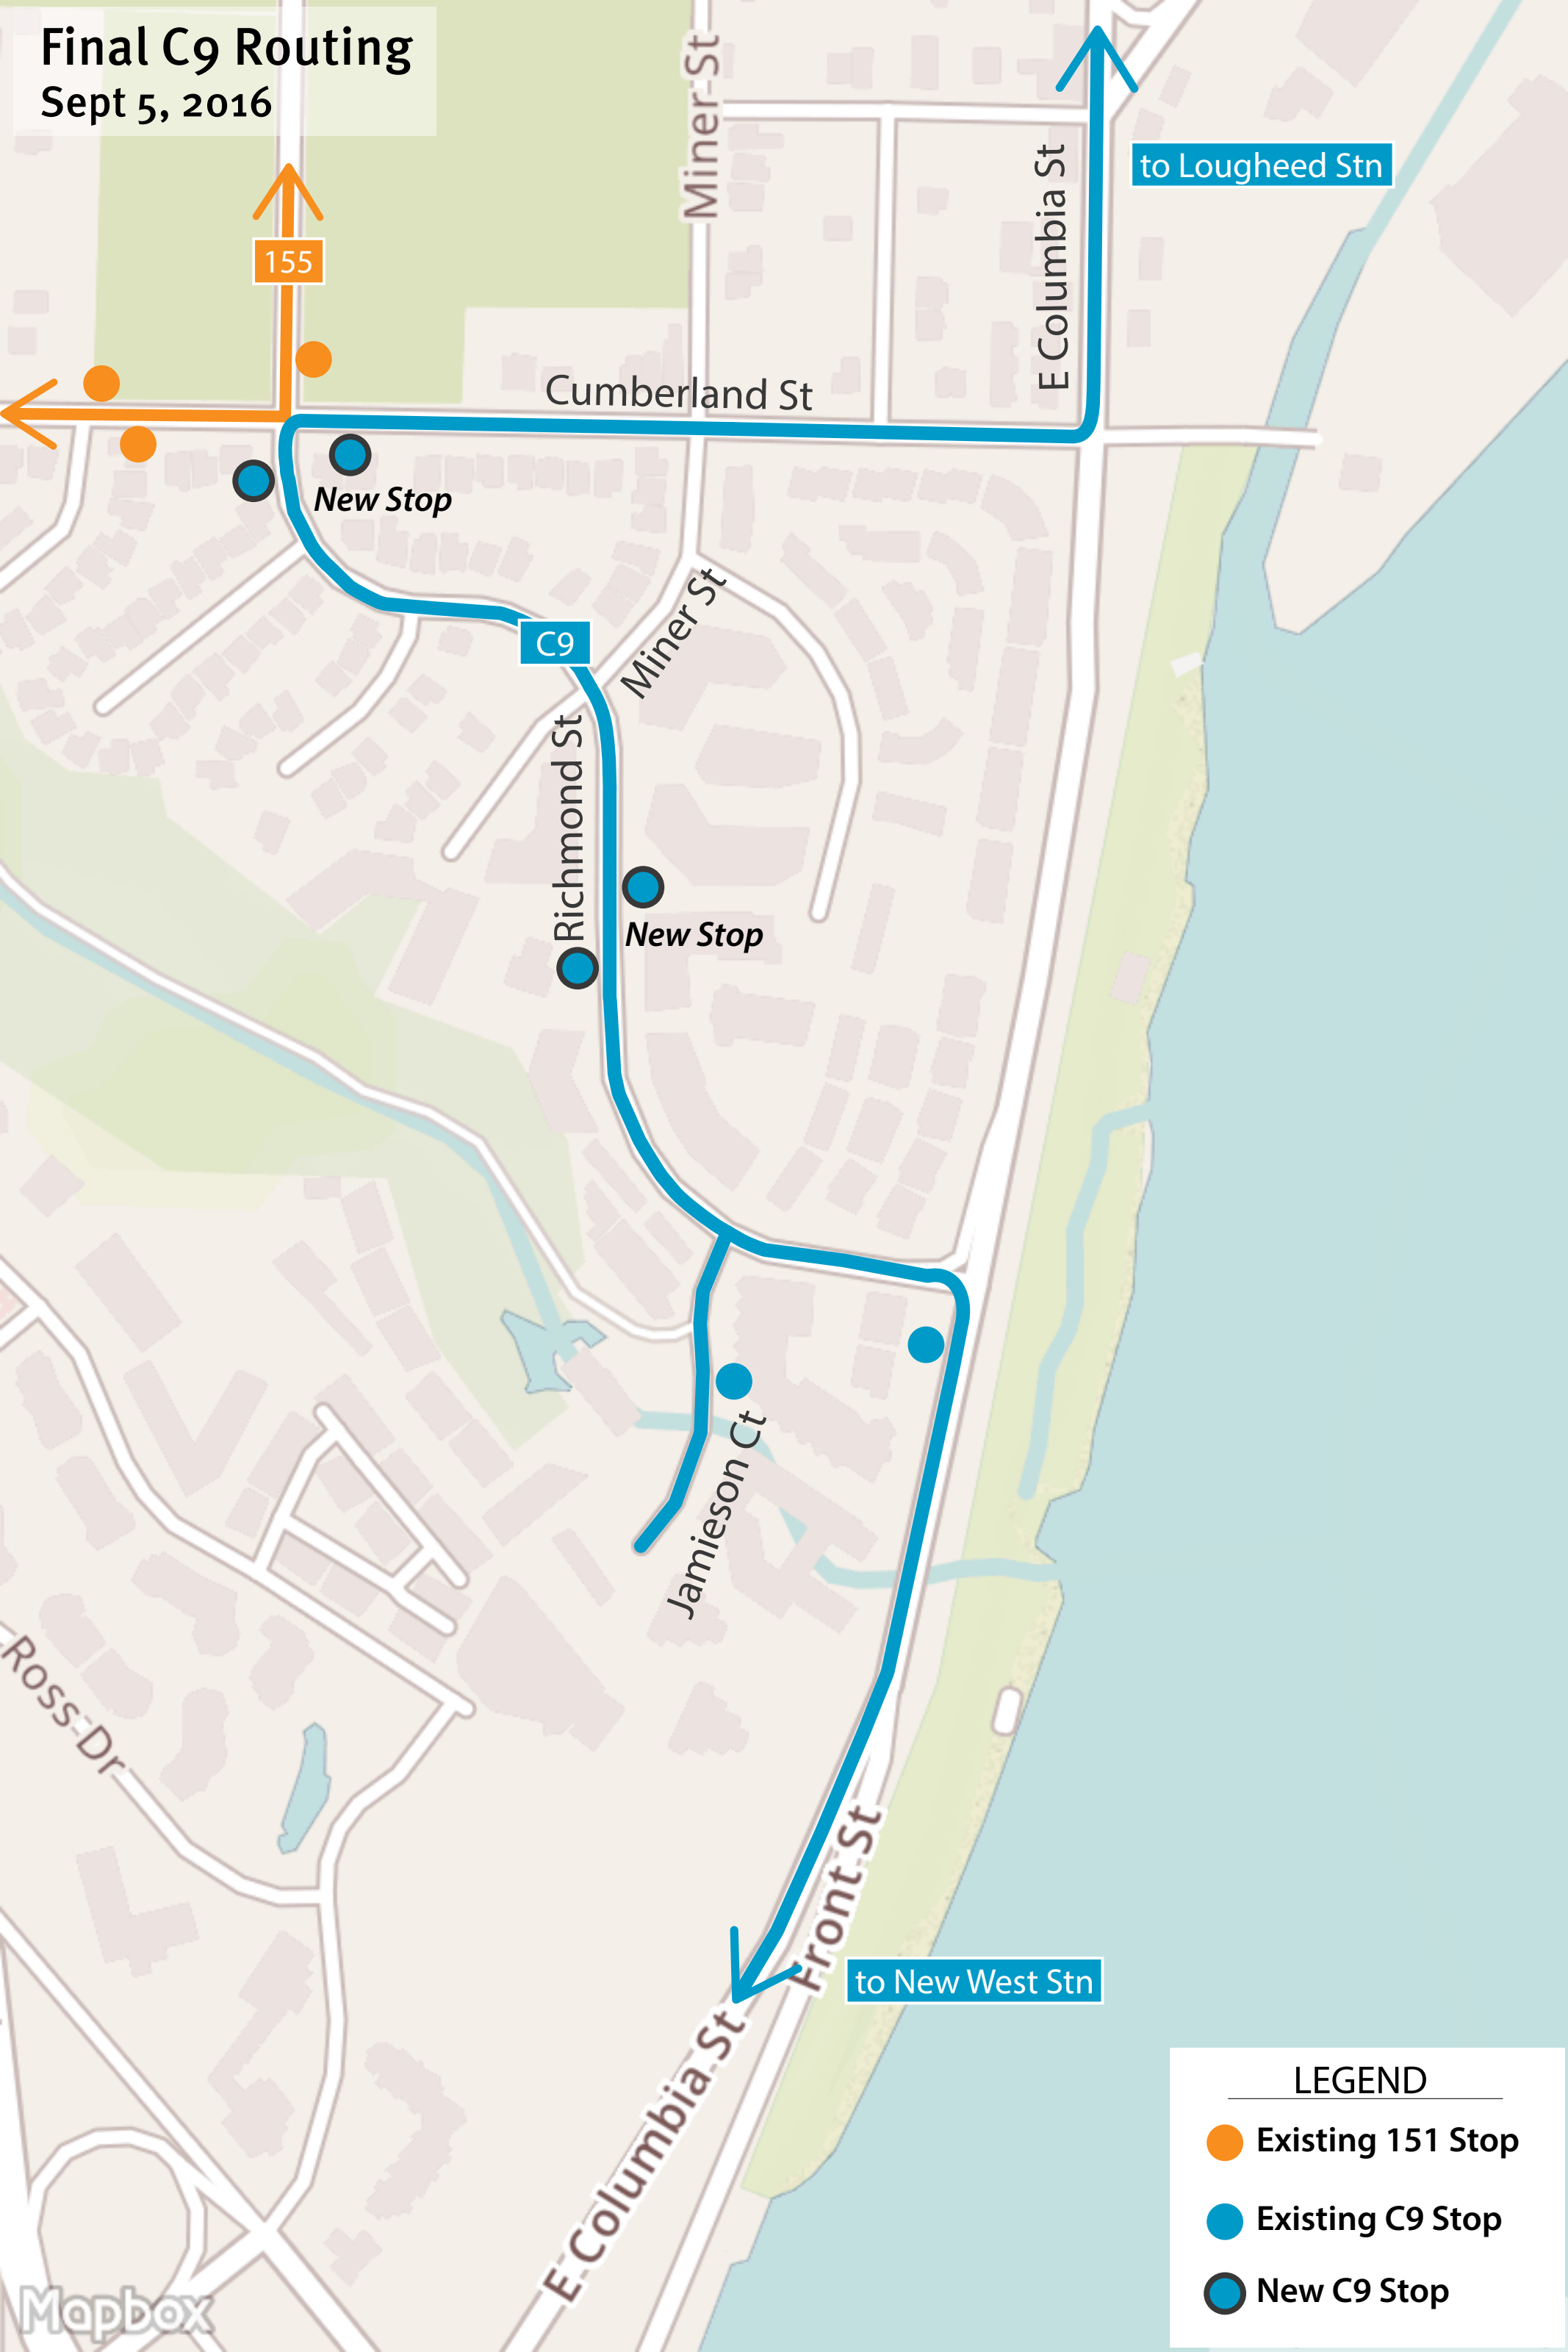 Final C9 Routing
Sept 5, 2016
Miner St
E Columbia St
to Lougheed Stn
155
Cumberland St
New Stop
C9
Miner St
Richmond St
New Stop
Jamieson Ct
Ross Dr
Front St
to New West Stn
E Columbia St
LEGEND
Existing 151 Stop
Existing C9 Stop
New C9 Stop
Mapbox